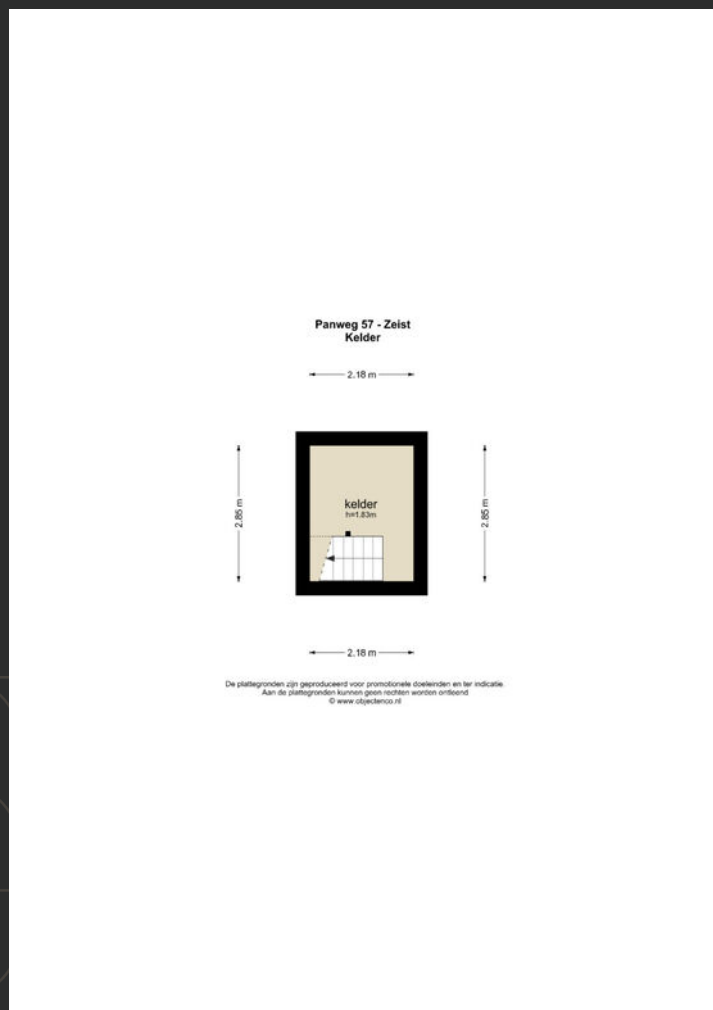 Panweg 57 - Zeist
Kelder
2.18 m
2.85 m
2.85 m
kelder
h=1.83m
2.18 m
De plattegronden zijn geproduceerd voor promotionele doeleinden en ter indicatie.
Aan de plattegronden kunnen geen rechten worden ontleend
© www.objectenco.nl